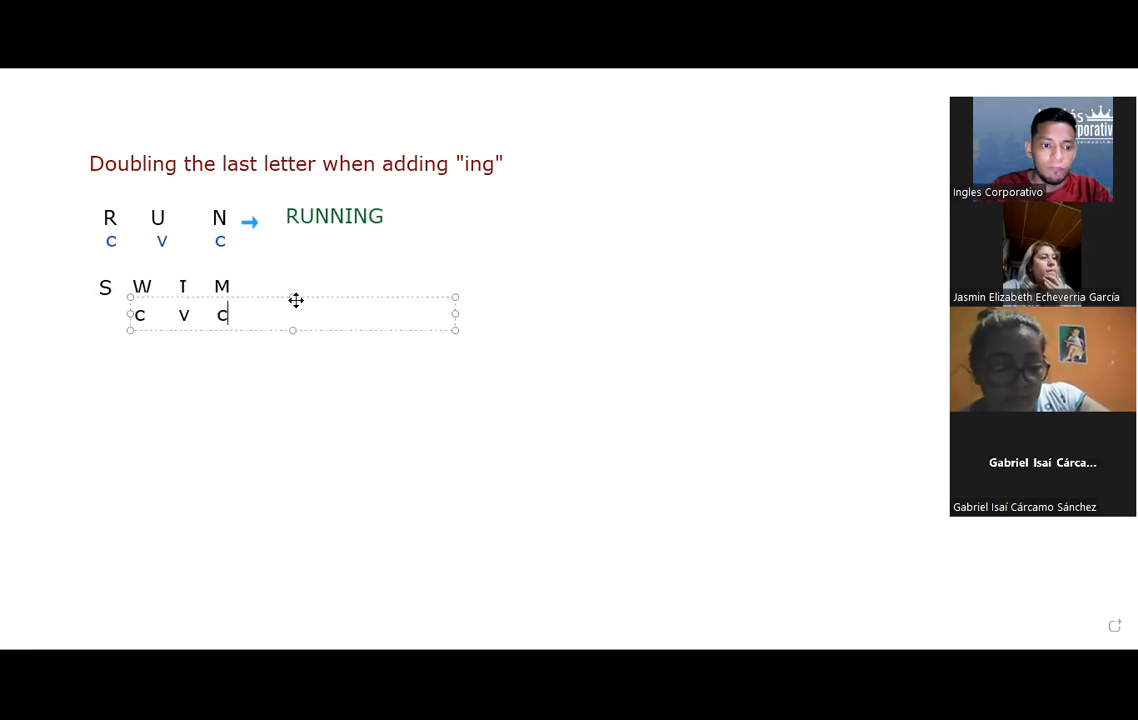 Doubling the last letter when adding "ing"
R U N → RUNNING
c v c
S W I M
c v c
Ingles Corporativo
Jasmin Elizabeth Echeverria García
Gabriel Isaí Cárca...
Gabriel Isaí Cárcamo Sánchez